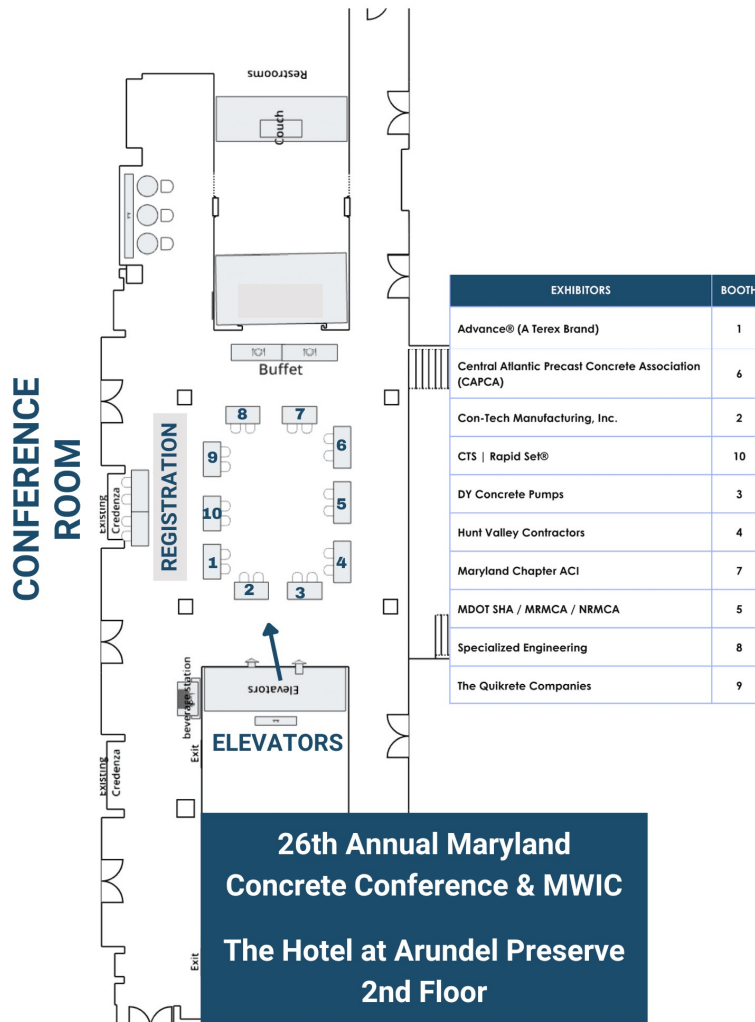 Restrooms
Couch
Buffet
CONFERENCE
ROOM
REGISTRATION
Existing
Credenza
8
7
9
6
10
5
1
4
2
3
Elevators
beverage station
ELEVATORS
Exit
Existing
Credenza
Exit
EXHIBITORS BOOTH
Advance® (A Terex Brand) 1
Central Atlantic Precast Concrete Association
(CAPCA) 6
Con-Tech Manufacturing, Inc. 2
CTS | Rapid Set® 10
DY Concrete Pumps 3
Hunt Valley Contractors 4
Maryland Chapter ACI 7
MDOT SHA / MRMCA / NRMCA 5
Specialized Engineering 8
The Quikrete Companies 9
26th Annual Maryland
Concrete Conference & MWIC
The Hotel at Arundel Preserve
2nd Floor